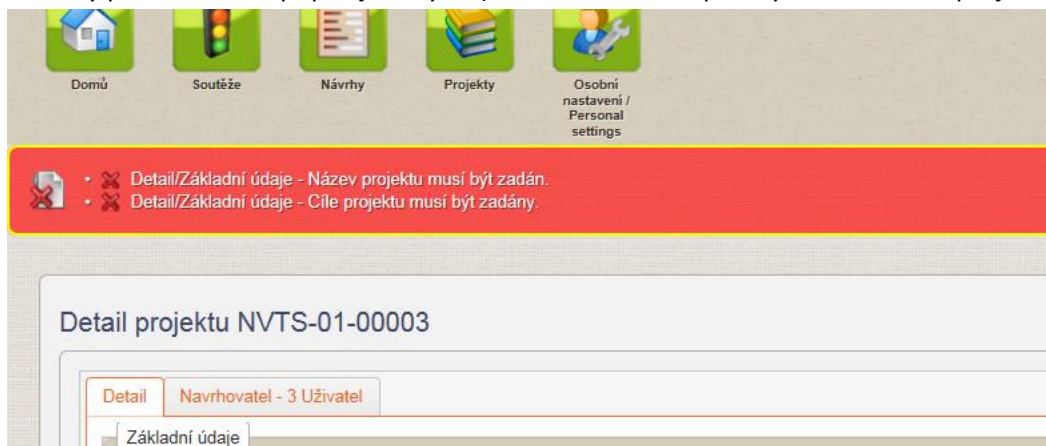 Domů
Soutěže
Návrhy
Projekty
Osobní
nastavení /
Personal
settings
• Detail/Základní údaje - Název projektu musí být zadán.
• Detail/Základní údaje - Cíle projektu musí být zadány.
Detail projektu NVTS-01-00003
Detail
Navrhovatel - 3 Uživatel
Základní údaje